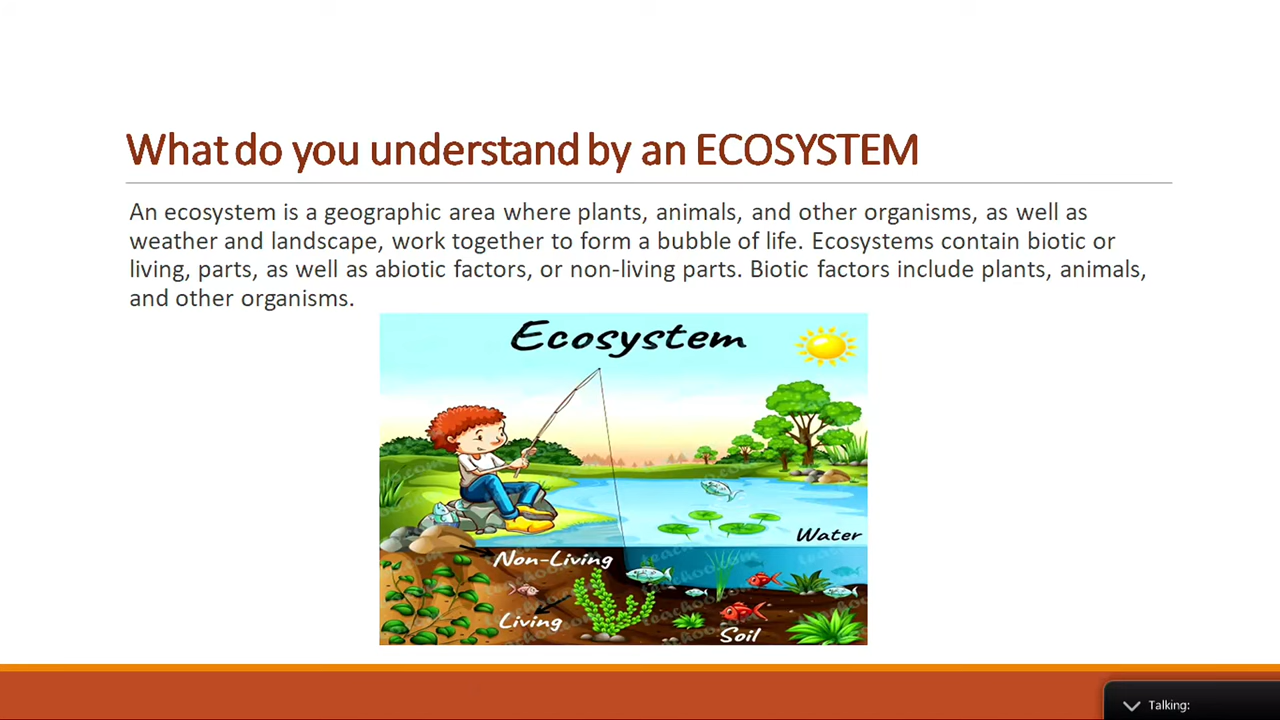 What do you understand by an ECOSYSTEM
An ecosystem is a geographic area where plants, animals, and other organisms, as well as
weather and landscape, work together to form a bubble of life. Ecosystems contain biotic or
living, parts, as well as abiotic factors, or non-living parts. Biotic factors include plants, animals,
and other organisms.
Ecosystem
Water
Non-Living
Living
Soil
Talking: